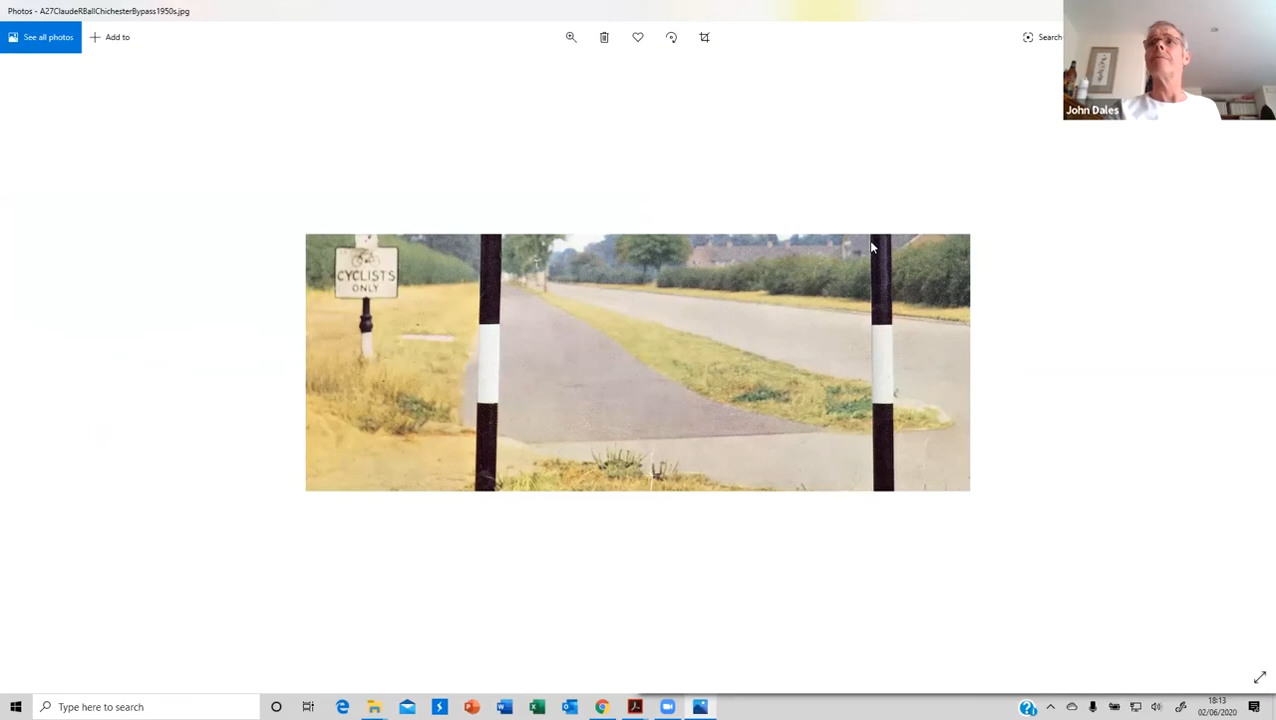 Photos - A27ClaudeRBallChichesterBypass1950s.jpg
See all photos
Add to
Search
John Dales
CYCLISTS
ONLY
Type here to search
18:13
02/06/2020